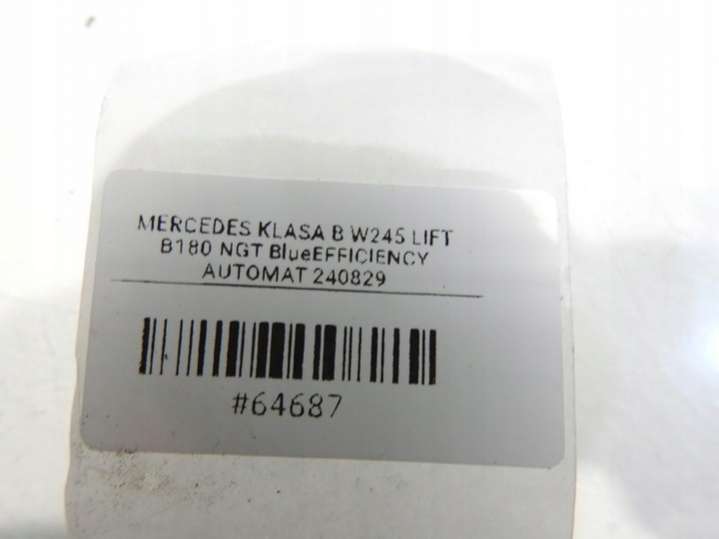 MERCEDES KLASA B W245 LIFT
B180 NGT BlueEFFICIENCY
AUTOMAT 240829
#64687